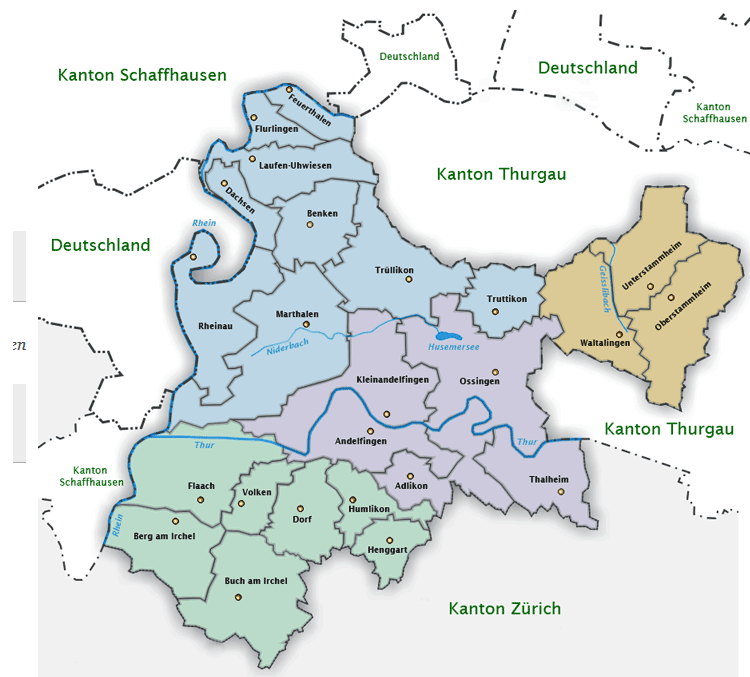 Deutschland
Deutschland
Kanton Schaffhausen
Kanton
Schaffhausen
Feuerthalen
Flurlingen
Laufen-Uhwiesen
Kanton Thurgau
Dachsen
Benken
Rhein
Deutschland
Trüllikon
Unterstammheim
Geisslibach
Oberstammheim
Truttikon
Marthalen
Rheinau
Niderbach
Husemersee
Waltalingen
en
Kleinandelfingen
Ossingen
Kanton Thurgau
Andelfingen
Thur
Thur
Kanton
Schaffhausen
Flaach
Volken
Adlikon
Thalheim
Humlikon
Dorf
Rhein
Berg am Irchel
Henggart
Buch am Irchel
Kanton Zürich